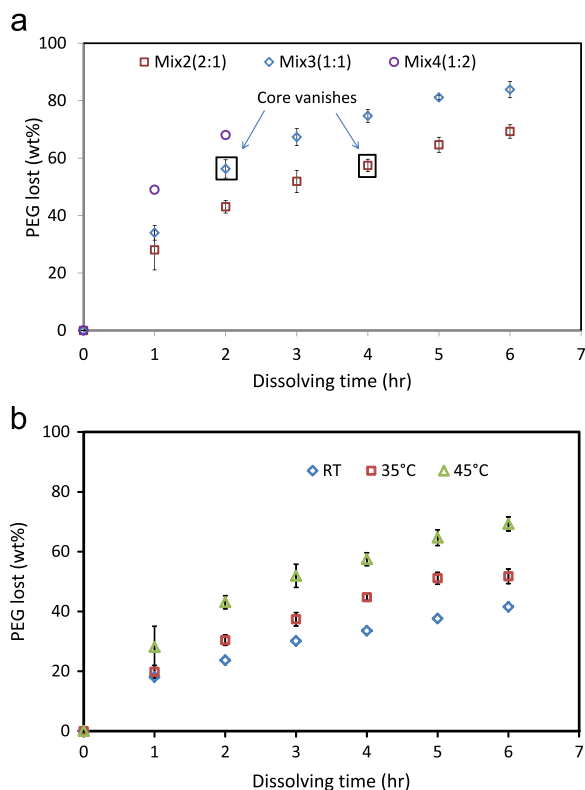 a
100
Mix2(2:1) Mix3(1:1) Mix4(1:2)
80
Core vanishes
60
40
20
0
PEG lost (wt%)
0 1 2 3 4 5 6 7
Dissolving time (hr)
b
100
RT 35°C 45°C
80
60
40
20
0
PEG lost (wt%)
0 1 2 3 4 5 6 7
Dissolving time (hr)